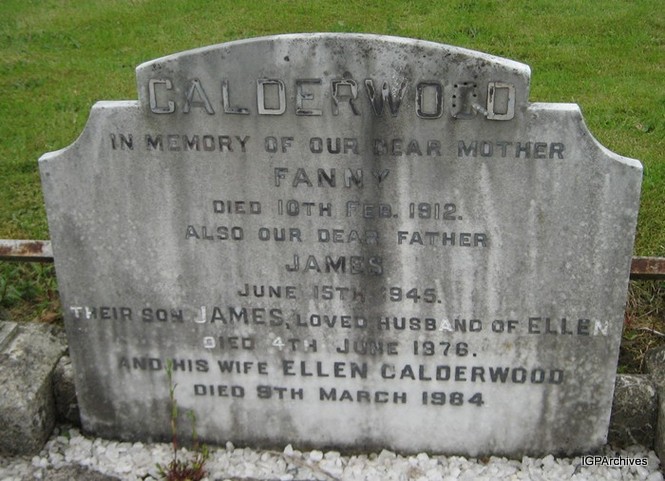 CALDERWOOD
IN MEMORY OF OUR DEAR MOTHER
FANNY
DIED 10TH FEB. 1912.
ALSO OUR DEAR FATHER
JAMES
JUNE 15TH 1945.
THEIR SON JAMES, LOVED HUSBAND OF ELLEN
DIED 4TH JUNE 1976.
AND HIS WIFE ELLEN CALDERWOOD
DIED 9TH MARCH 1984
IGPArchives